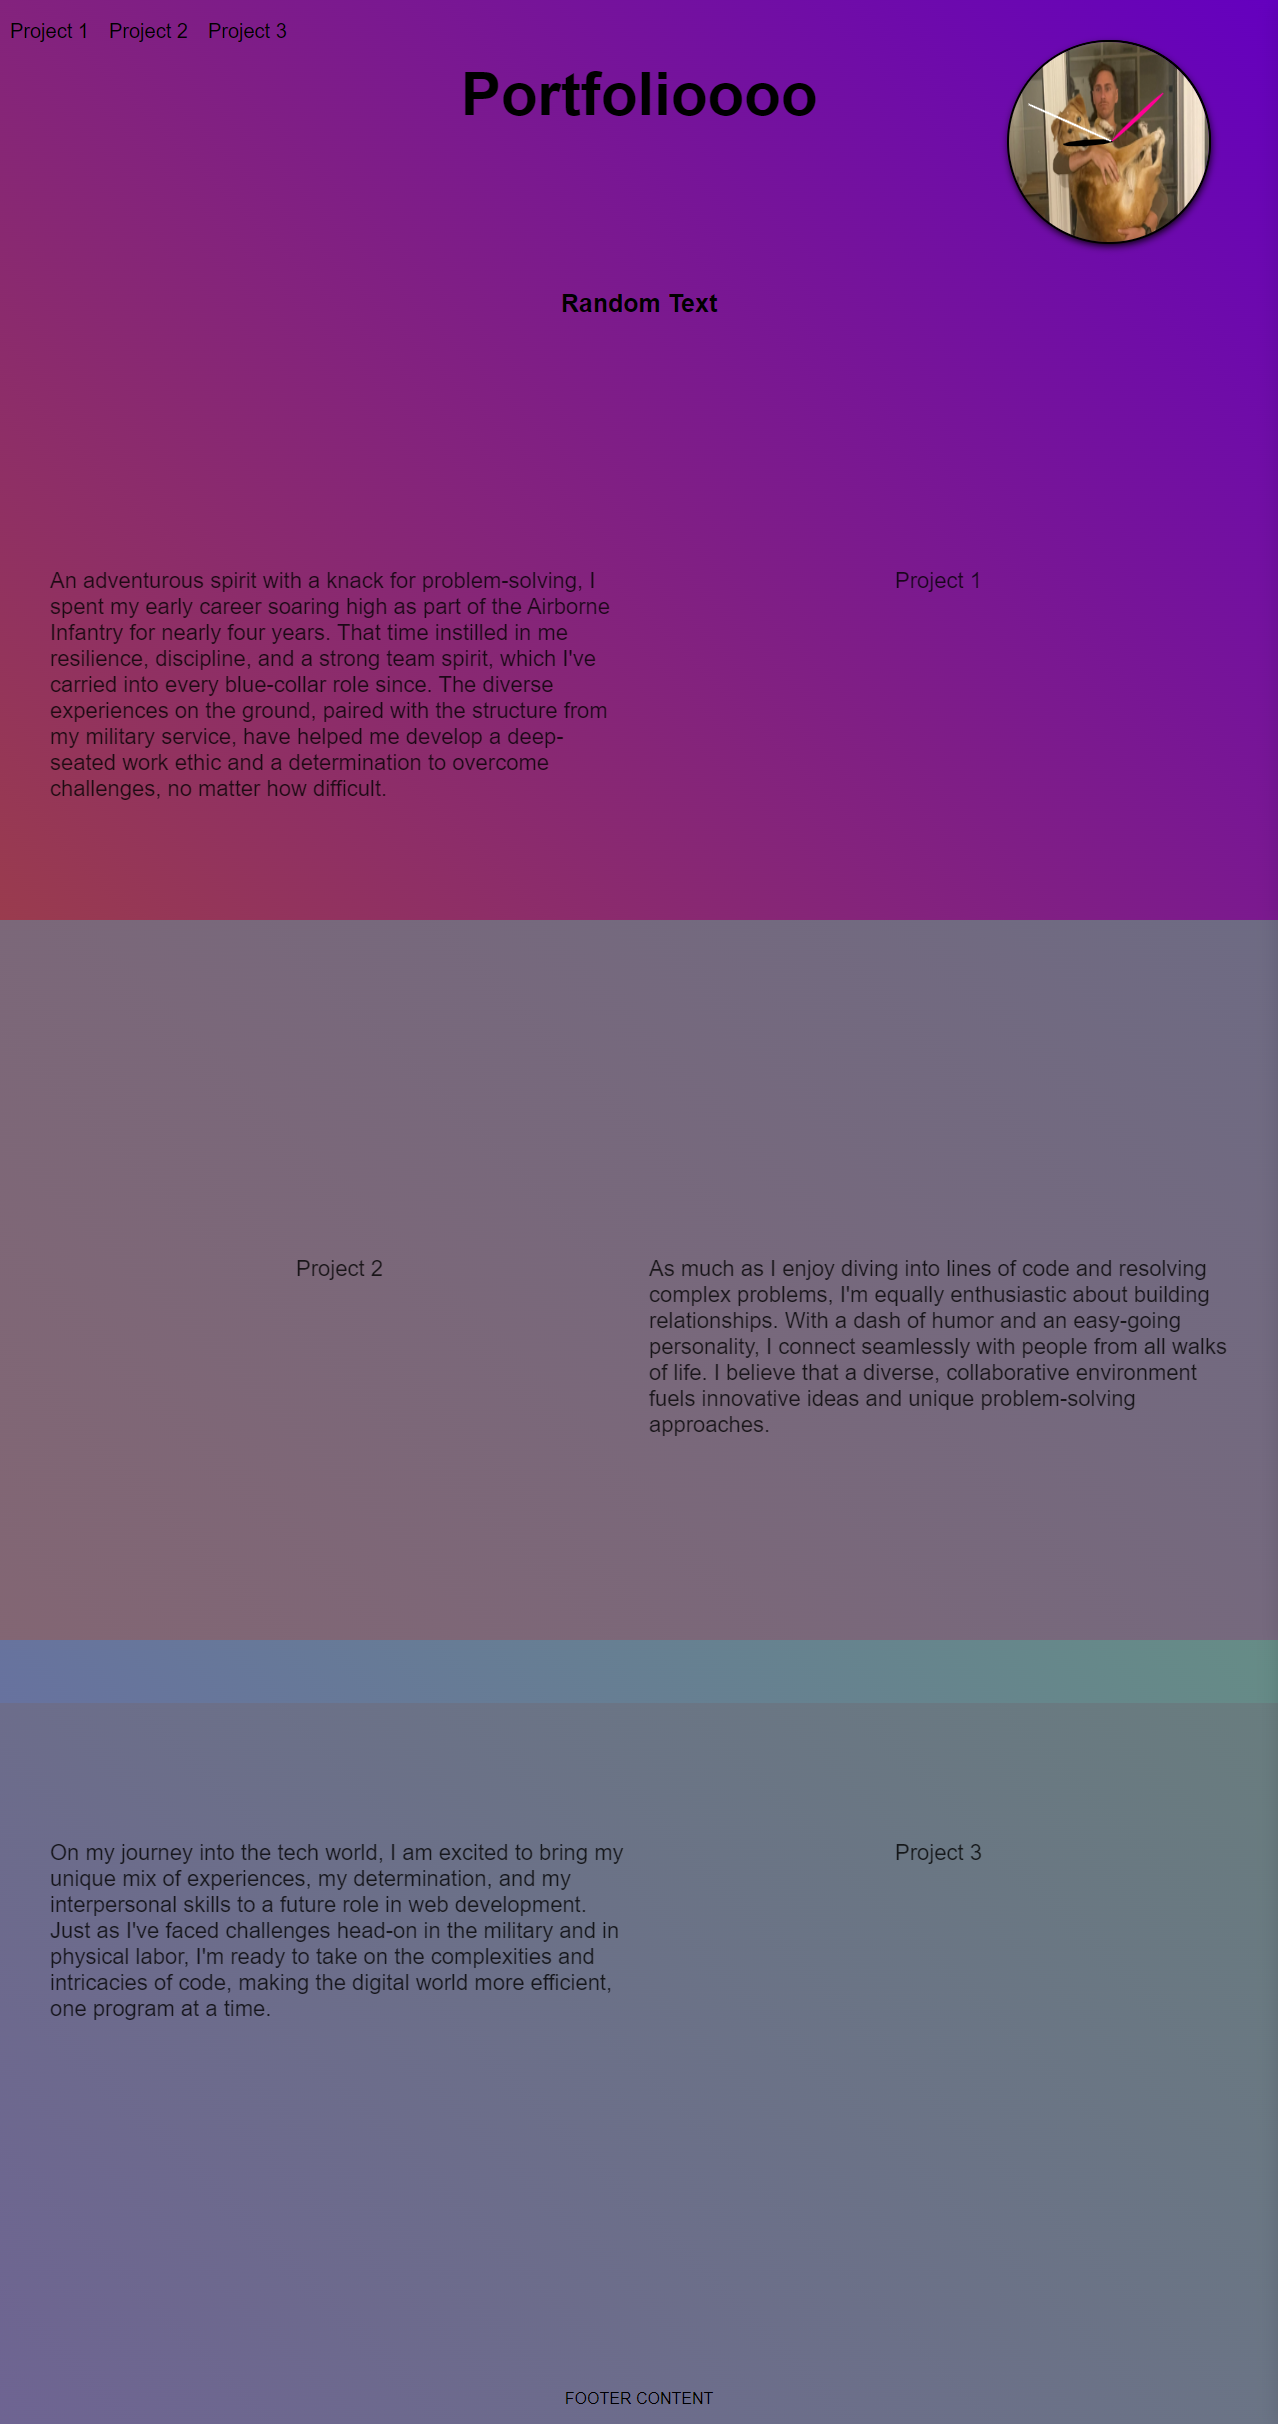 Project 1 Project 2 Project 3
Portfolioooo
Random Text
An adventurous spirit with a knack for problem-solving, I
spent my early career soaring high as part of the Airborne
Infantry for nearly four years. That time instilled in me
resilience, discipline, and a strong team spirit, which I've
carried into every blue-collar role since. The diverse
experiences on the ground, paired with the structure from
my military service, have helped me develop a deep-
seated work ethic and a determination to overcome
challenges, no matter how difficult.
Project 1
Project 2
As much as I enjoy diving into lines of code and resolving
complex problems, I'm equally enthusiastic about building
relationships. With a dash of humor and an easy-going
personality, I connect seamlessly with people from all walks
of life. I believe that a diverse, collaborative environment
fuels innovative ideas and unique problem-solving
approaches.
On my journey into the tech world, I am excited to bring my
unique mix of experiences, my determination, and my
interpersonal skills to a future role in web development.
Just as I've faced challenges head-on in the military and in
physical labor, I'm ready to take on the complexities and
intricacies of code, making the digital world more efficient,
one program at a time.
Project 3
FOOTER CONTENT